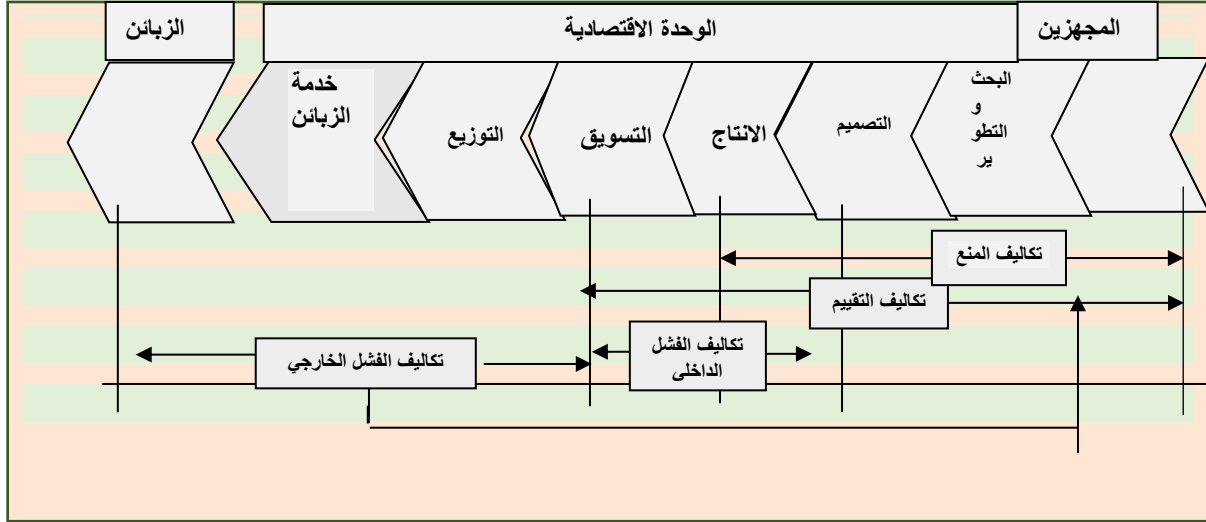 المجهزين
الوحدة الاقتصادية
الزبائن
البحث
و
التطو
ير
التصميم
الانتاج
التسويق
التوزيع
خدمة
الزبائن
تكاليف المنع
تكاليف التقييم
تكاليف الفشل
الداخلى
تكاليف الفشل الخارجي